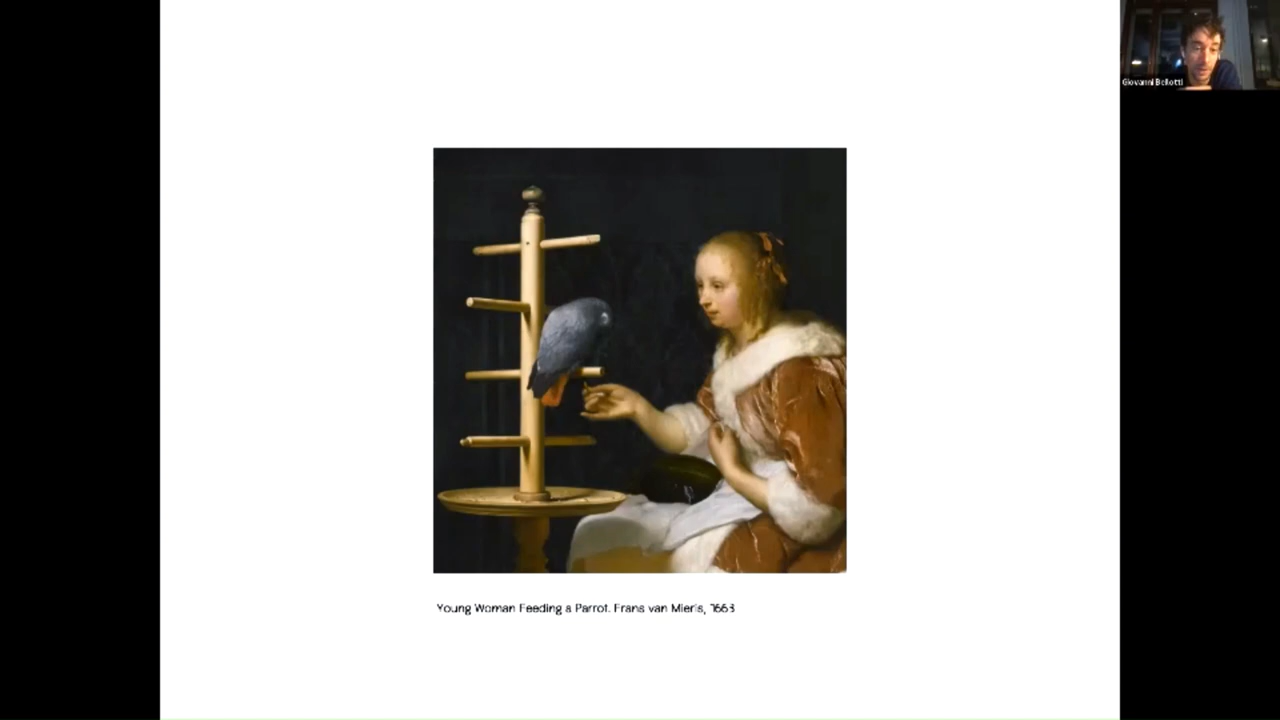 Giovanni Bellotti
Young Woman Feeding a Parrot. Frans van Mieris, 1663